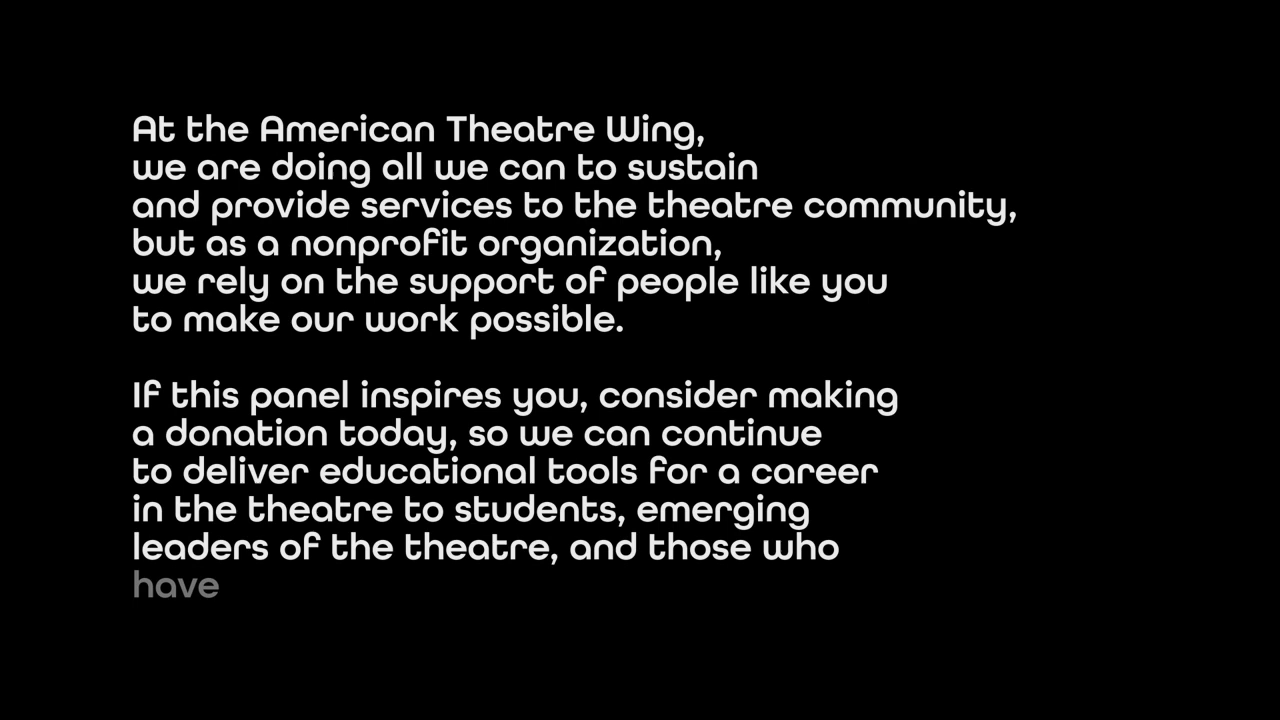 At the American Theatre Wing,
we are doing all we can to sustain
and provide services to the theatre community,
but as a nonprofit organization,
we rely on the support of people like you
to make our work possible.
If this panel inspires you, consider making
a donation today, so we can continue
to deliver educational tools for a career
in the theatre to students, emerging
leaders of the theatre, and those who
have